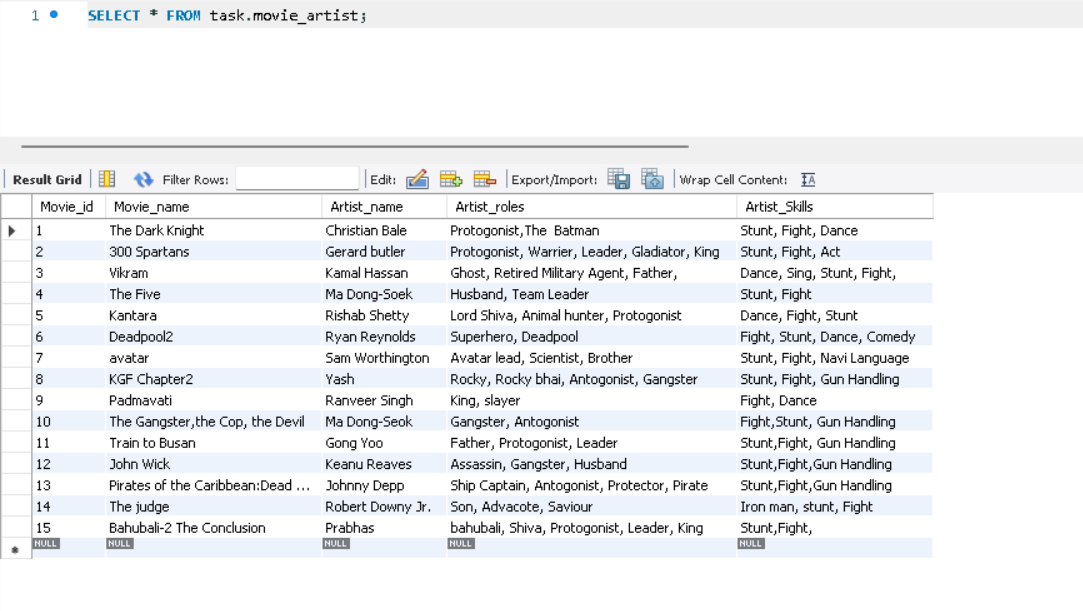 1 SELECT * FROM task.movie_artist;
Result Grid Filter Rows: Edit: Export/Import: Wrap Cell Content: IA
Movie_id Movie_name Artist_name Artist_roles Artist_Skills
1 The Dark Knight Christian Bale Protogonist,The Batman Stunt, Fight, Dance
2 300 Spartans Gerard butler Protogonist, Warrier, Leader, Gladiator, King Stunt, Fight, Act
3 Vikram Kamal Hassan Ghost, Retired Military Agent, Father, Dance, Sing, Stunt, Fight,
4 The Five Ma Dong-Soek Husband, Team Leader Stunt, Fight
5 Kantara Rishab Shetty Lord Shiva, Animal hunter, Protogonist Dance, Fight, Stunt
6 Deadpool2 Ryan Reynolds Superhero, Deadpool Fight, Stunt, Dance, Comedy
7 avatar Sam Worthington Avatar lead, Scientist, Brother Stunt, Fight, Navi Language
8 KGF Chapter2 Yash Rocky, Rocky bhai, Antogonist, Gangster Stunt, Fight, Gun Handling
9 Padmavati Ranveer Singh King, slayer Fight, Dance
10 The Gangster,the Cop, the Devil Ma Dong-Seok Gangster, Antogonist Fight,Stunt, Gun Handling
11 Train to Busan Gong Yoo Father, Protogonist, Leader Stunt,Fight, Gun Handling
12 John Wick Keanu Reaves Assassin, Gangster, Husband Stunt,Fight,Gun Handling
13 Pirates of the Caribbean:Dead ... Johnny Depp Ship Captain, Antogonist, Protector, Pirate Stunt,Fight,Gun Handling
14 The judge Robert Downy Jr. Son, Advacote, Saviour Iron man, stunt, Fight
15 Bahubali-2 The Conclusion Prabhas bahubali, Shiva, Protogonist, Leader, King Stunt,Fight,
NULL NULL NULL NULL NULL